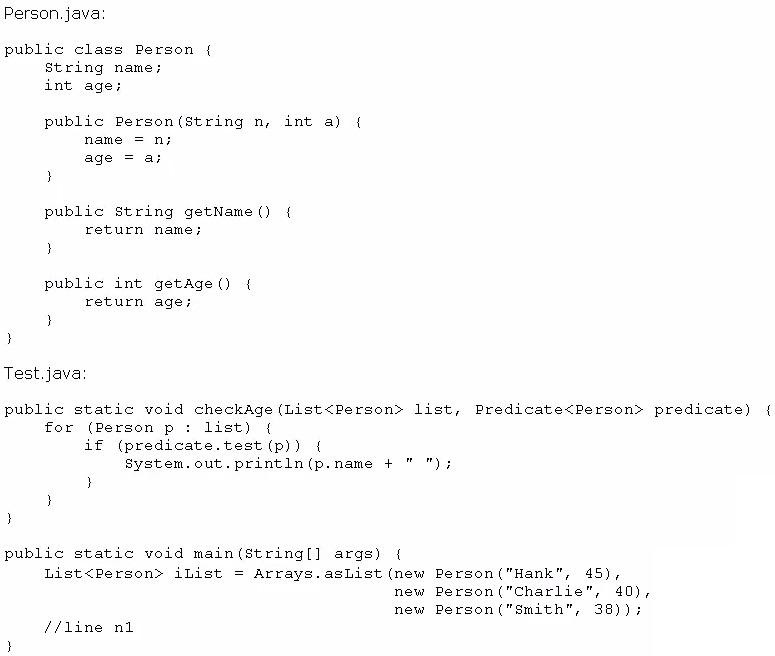 Person.java:
public class Person {
    String name;
    int age;
    public Person(String n, int a) {
        name = n;
        age = a;
    }
    public String getName() {
        return name;
    }
    public int getAge() {
        return age;
    }
}
Test.java:
public static void checkAge(List<Person> list, Predicate<Person> predicate) {
    for (Person p : list) {
        if (predicate.test(p)) {
            System.out.println(p.name + " ");
        }
    }
}
public static void main(String[] args) {
    List<Person> iList = Arrays.asList(new Person("Hank", 45),
                                       new Person("Charlie", 40),
                                       new Person("Smith", 38));
    //line n1
}